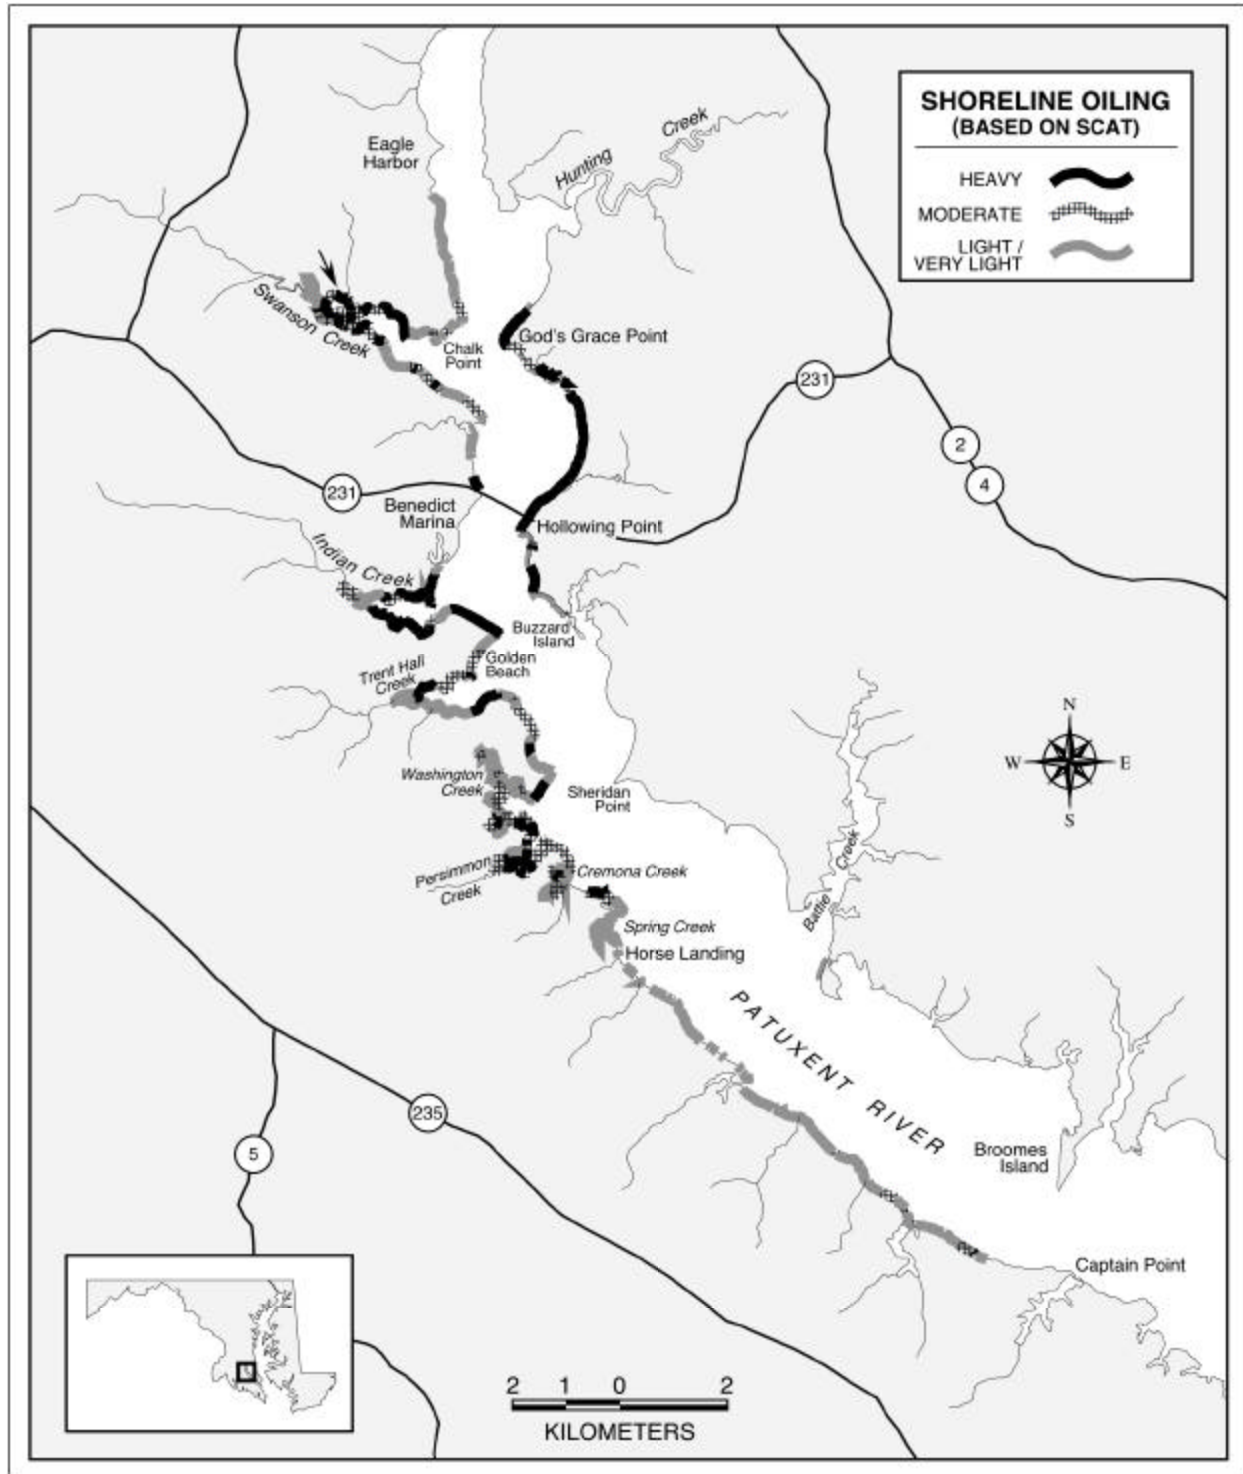 SHORELINE OILING
(BASED ON SCAT)
HEAVY
MODERATE
LIGHT /
VERY LIGHT
Eagle
Harbor
Hunting
Creek
Swanson Creek
Chalk
Point
God's Grace Point
231
2
4
231
Benedict
Marina
Hollowing Point
Indian Creek
Buzzard
Island
Golden
Beach
Trent Hall
Creek
N
W
E
S
Washington
Creek
Sheridan
Point
Persimmon
Creek
Cremona Creek
Battle Creek
Spring Creek
Horse Landing
PATUXENT RIVER
235
5
Broomes
Island
Captain Point
2 1 0 2
KILOMETERS